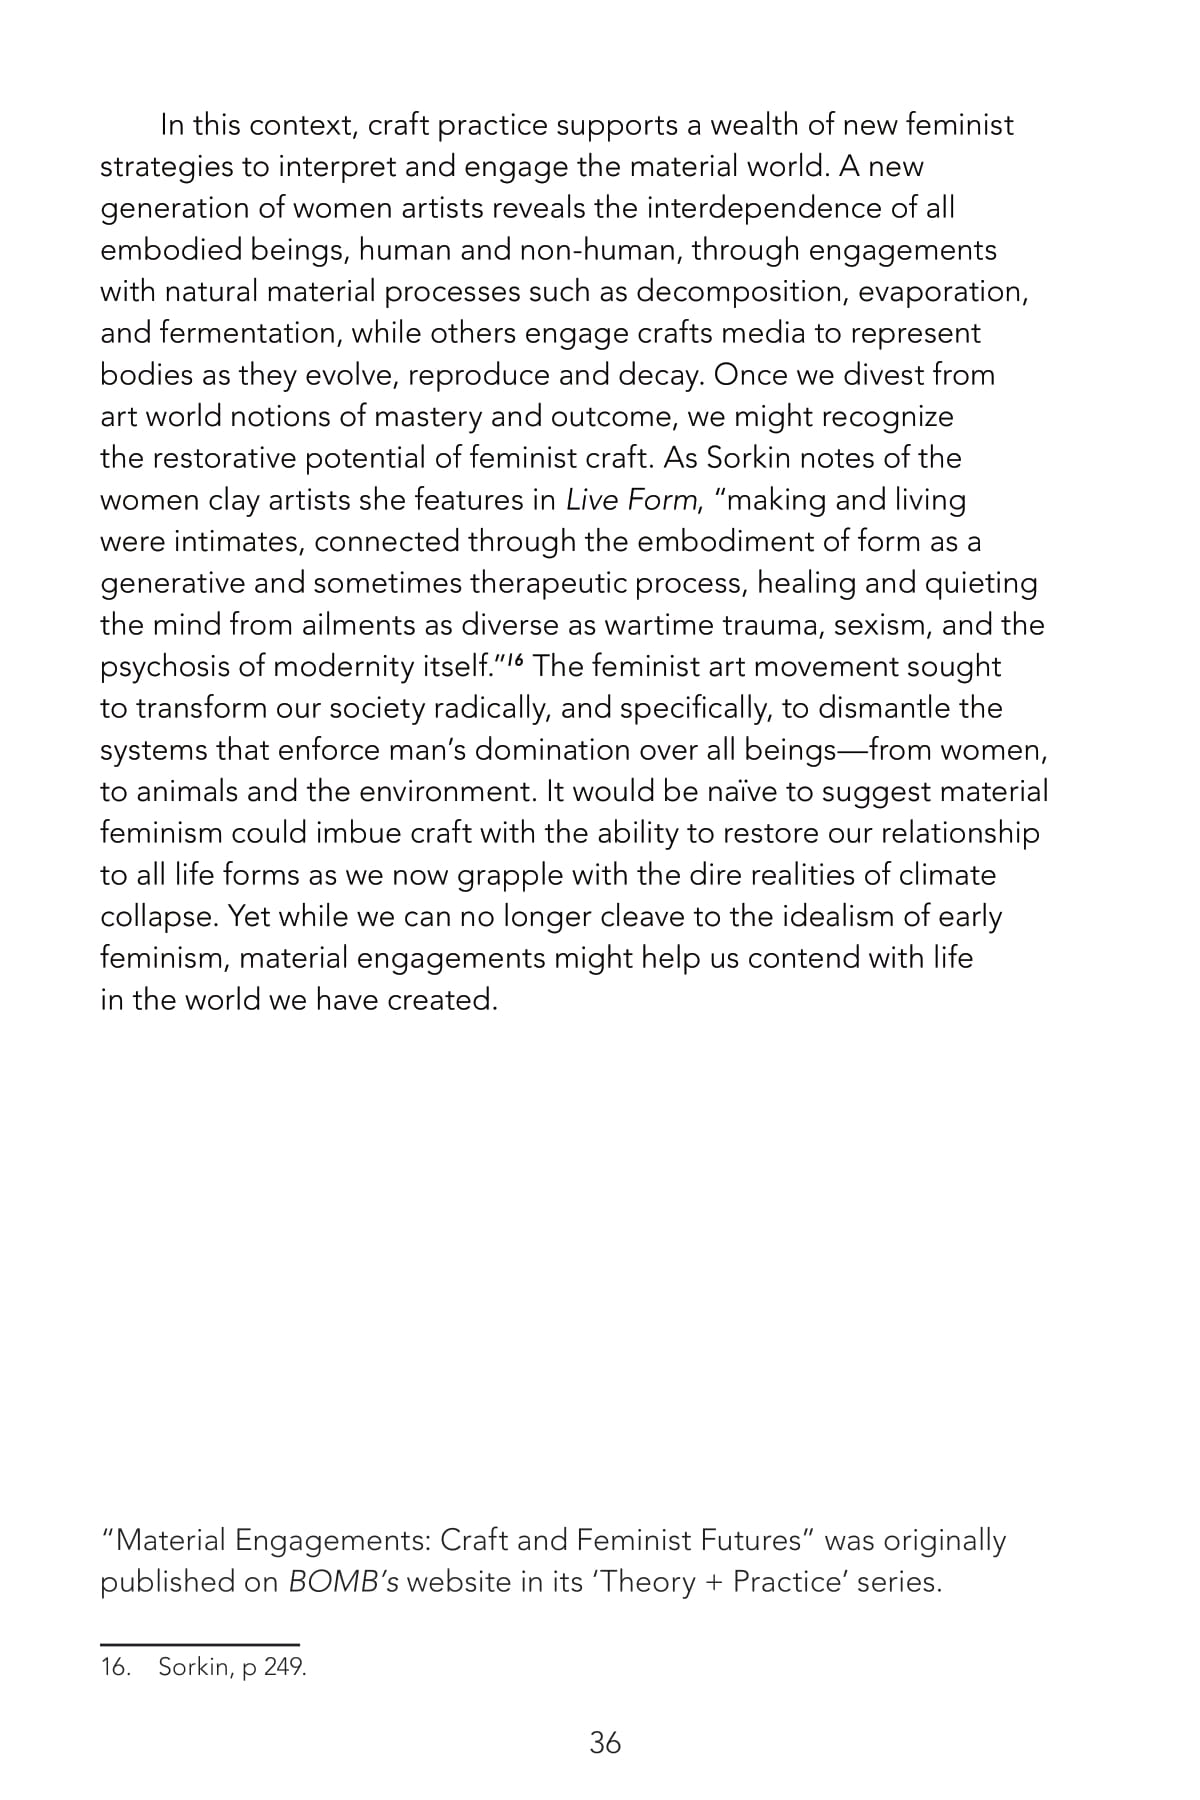 In this context, craft practice supports a wealth of new feminist
strategies to interpret and engage the material world. A new
generation of women artists reveals the interdependence of all
embodied beings, human and non-human, through engagements
with natural material processes such as decomposition, evaporation,
and fermentation, while others engage crafts media to represent
bodies as they evolve, reproduce and decay. Once we divest from
art world notions of mastery and outcome, we might recognize
the restorative potential of feminist craft. As Sorkin notes of the
women clay artists she features in Live Form, “making and living
were intimates, connected through the embodiment of form as a
generative and sometimes therapeutic process, healing and quieting
the mind from ailments as diverse as wartime trauma, sexism, and the
psychosis of modernity itself.”16 The feminist art movement sought
to transform our society radically, and specifically, to dismantle the
systems that enforce man’s domination over all beings—from women,
to animals and the environment. It would be naïve to suggest material
feminism could imbue craft with the ability to restore our relationship
to all life forms as we now grapple with the dire realities of climate
collapse. Yet while we can no longer cleave to the idealism of early
feminism, material engagements might help us contend with life
in the world we have created.
“Material Engagements: Craft and Feminist Futures” was originally
published on BOMB’s website in its ‘Theory + Practice’ series.
16. Sorkin, p 249.
36